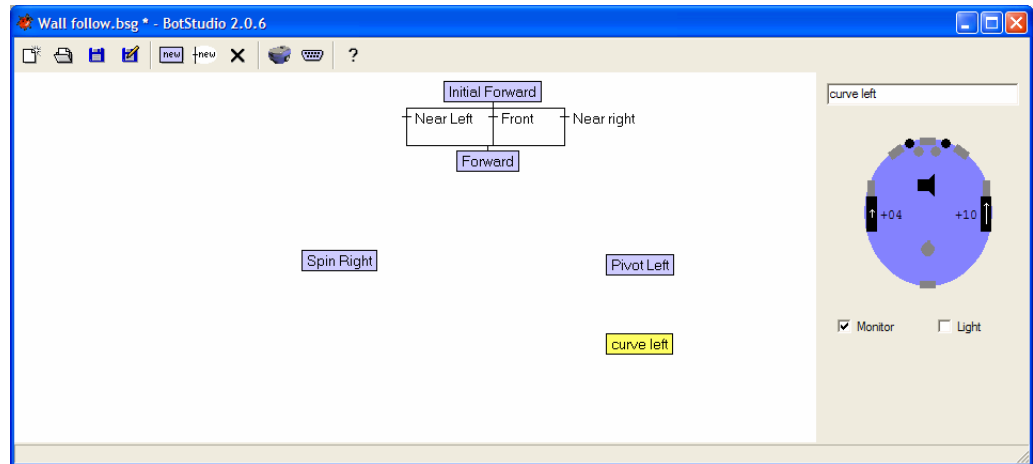 Wall follow.bsg * - BotStudio 2.0.6
new new ?
Initial Forward
curve left
Near Left Front Near right
Forward
+04 +10
Spin Right
Pivot Left
Monitor Light
curve left